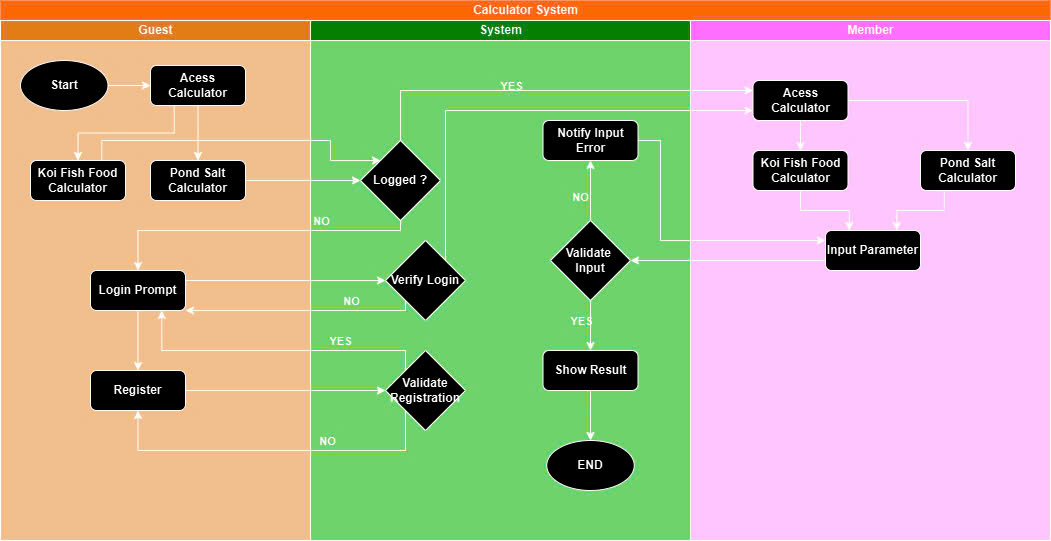 Calculator System
Guest
System
Member
Start
Acess
Calculator
Koi Fish Food
Calculator
Pond Salt
Calculator
Logged ?
YES
NO
Login Prompt
Verify Login
NO
YES
Register
Validate
Registration
NO
Notify Input
Error
NO
Validate
Input
YES
Show Result
END
Acess
Calculator
Koi Fish Food
Calculator
Pond Salt
Calculator
Input Parameter